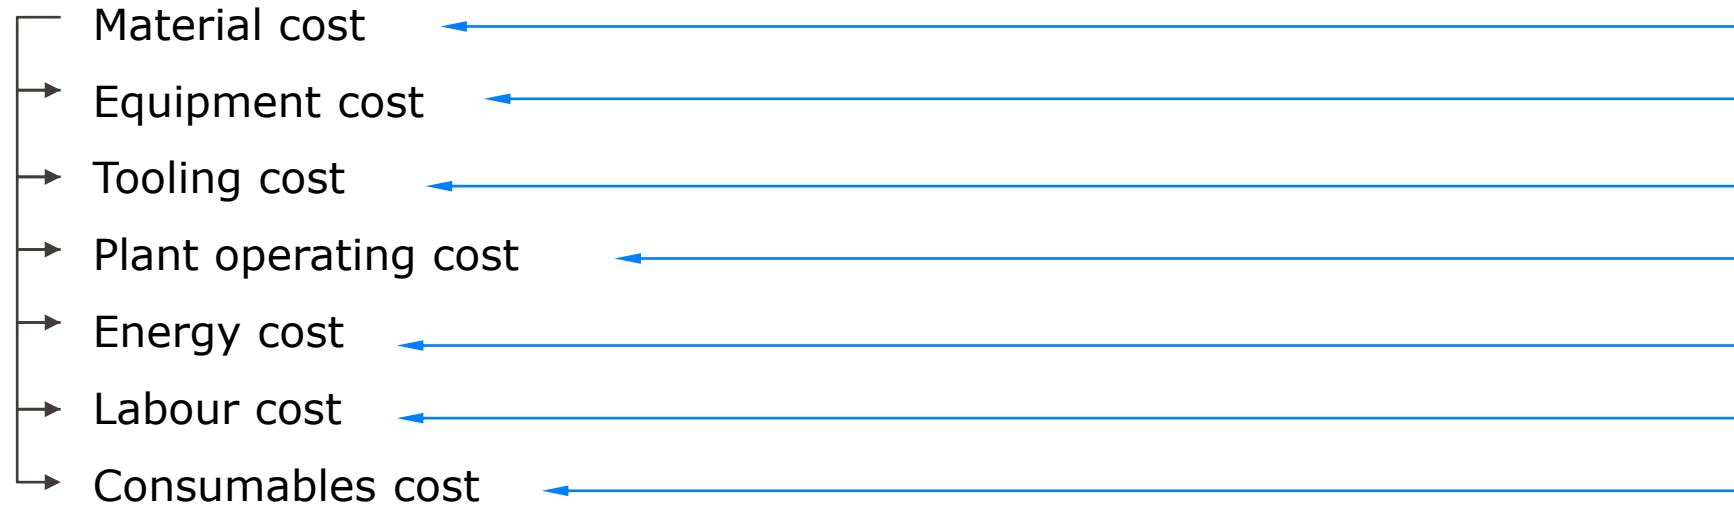 Material cost
Equipment cost
Tooling cost
Plant operating cost
Energy cost
Labour cost
Consumables cost